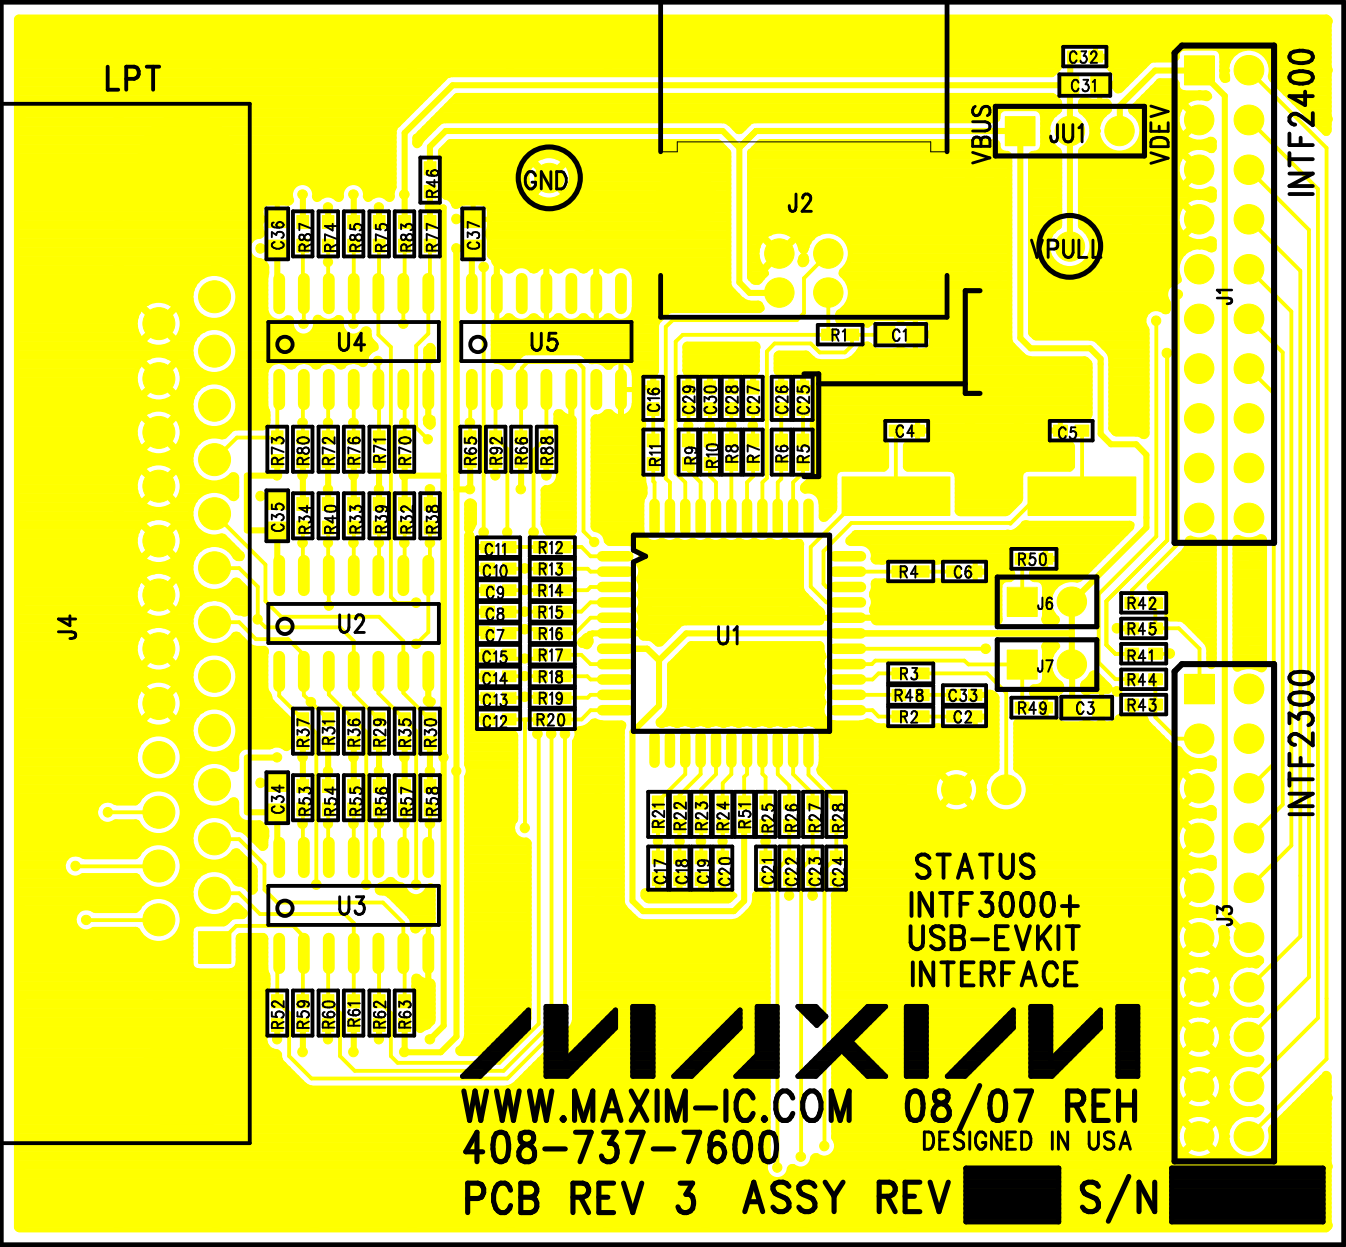 LPT
C32
C31
VBUS
JU1
VDEV
INTF2400
R46
GND
J2
C36
R87
R74
R85
R75
R83
R77
C37
VPULL
J1
U4
U5
R1
C1
C16
C29
C30
C28
C27
C26
C25
C4
C5
R73
R80
R72
R76
R71
R70
R65
R92
R66
R88
R11
R9
R10
R8
R7
R6
R5
C35
R34
R40
R33
R39
R32
R38
C11
R12
C10
R13
C9
R14
C8
R15
C7
R16
C15
R17
C14
R18
C13
R19
C12
R20
R50
R4
C6
J6
R42
R45
R41
R44
R43
J4
U2
U1
J7
R3
R48
C33
R2
C2
R49
C3
R37
R31
R36
R29
R35
R30
INTF2300
C34
R53
R54
R55
R56
R57
R58
R21
R22
R23
R24
R51
R25
R26
R27
R28
C17
C18
C19
C20
C21
C22
C23
C24
U3
J3
STATUS
INTF3000+
USB-EVKIT
INTERFACE
R52
R59
R60
R61
R62
R63
MAXIM
WWW.MAXIM-IC.COM 08/07 REH
408-737-7600 DESIGNED IN USA
PCB REV 3 ASSY REV S/N